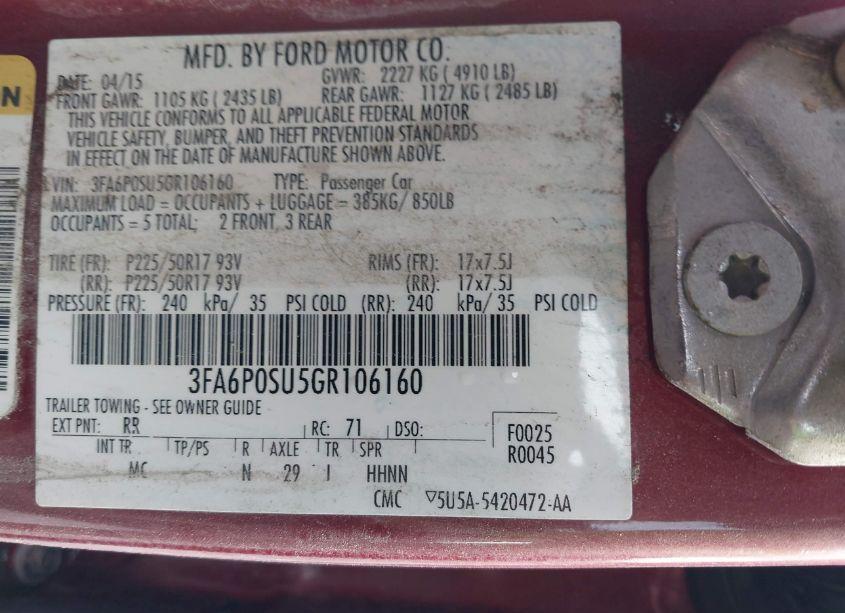 MFD. BY FORD MOTOR CO.
DATE: 04/15 GVWR: 2227 KG ( 4910 LB)
FRONT GAWR: 1105 KG ( 2435 LB) REAR GAWR: 1127 KG ( 2485 LB)
THIS VEHICLE CONFORMS TO ALL APPLICABLE FEDERAL MOTOR
VEHICLE SAFETY, BUMPER, AND THEFT PREVENTION STANDARDS
IN EFFECT ON THE DATE OF MANUFACTURE SHOWN ABOVE.
VIN: 3FA6P0SU5GR106160 TYPE: Passenger Car
MAXIMUM LOAD = OCCUPANTS + LUGGAGE = 385KG/ 850LB
OCCUPANTS = 5 TOTAL; 2 FRONT, 3 REAR
TIRE (FR): P225/50R17 93V RIMS (FR): 17x7.5J
(RR): P225/50R17 93V (RR): 17x7.5J
PRESSURE (FR): 240 kPa/ 35 PSI COLD (RR): 240 kPa/ 35 PSI COLD
3FA6P0SU5GR106160
TRAILER TOWING - SEE OWNER GUIDE
EXT PNT: RR RC: 71 DSO: F0025
INT TR TP/PS R AXLE TR SPR R0045
MC N 29 J HHNN
CMC ▽5U5A-5420472-AA
N